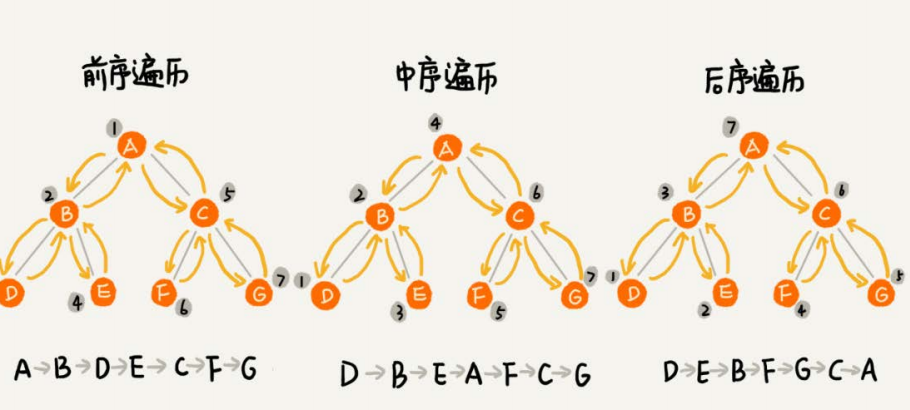 前序遍历 中序遍历 后序遍历
1 A 4 A 7 A
2 B C 5 2 B C 6 3 B C 6
D 4 E F 6 G 7 1 D 3 E F 5 G 7 1 D 2 E F 4 G 5
A→B→D→E→C→F→G D→B→E→A→F→C→G D→E→B→F→G→C→A